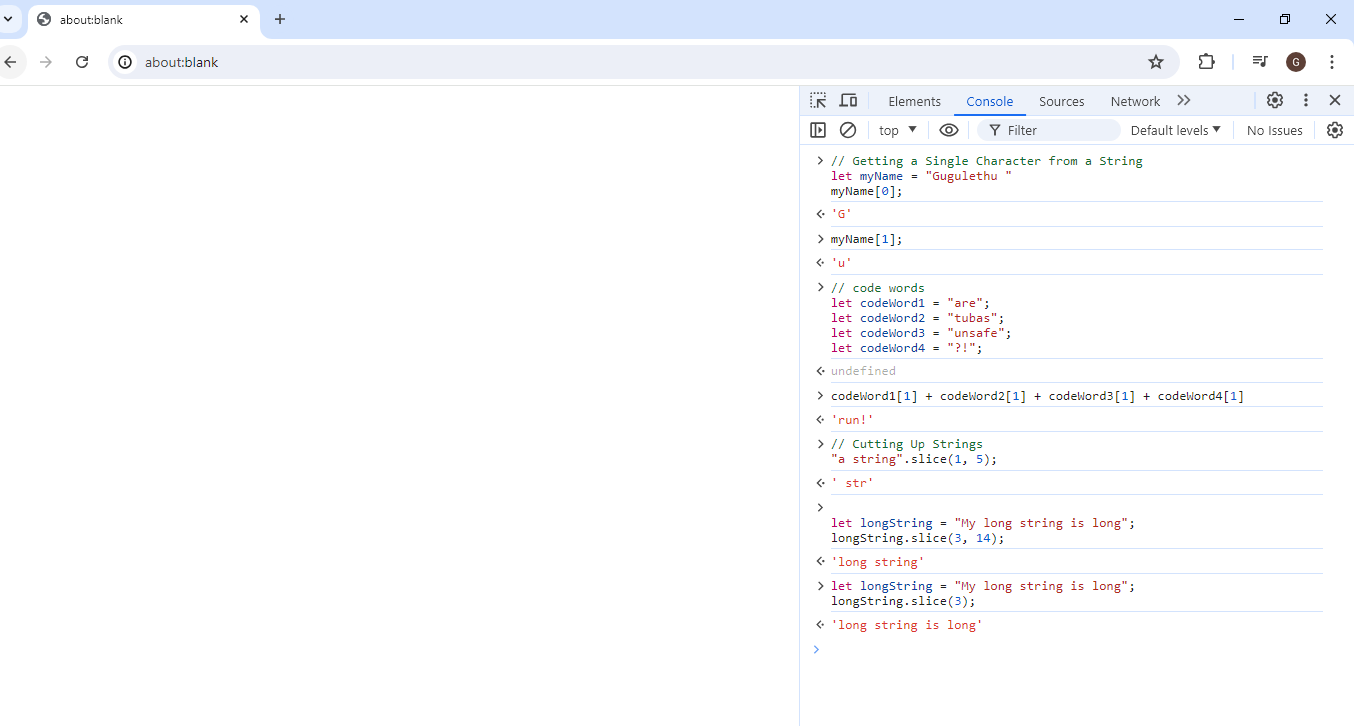 about:blank
about:blank
G
Elements Console Sources Network
top Filter Default levels No Issues
// Getting a Single Character from a String
let myName = "Gugulethu "
myName[0];
'G'
myName[1];
'u'
// code words
let codeWord1 = "are";
let codeWord2 = "tubas";
let codeWord3 = "unsafe";
let codeWord4 = "?!";
undefined
codeWord1[1] + codeWord2[1] + codeWord3[1] + codeWord4[1]
'run!'
// Cutting Up Strings
"a string".slice(1, 5);
' str'
let longString = "My long string is long";
longString.slice(3, 14);
'long string'
let longString = "My long string is long";
longString.slice(3);
'long string is long'